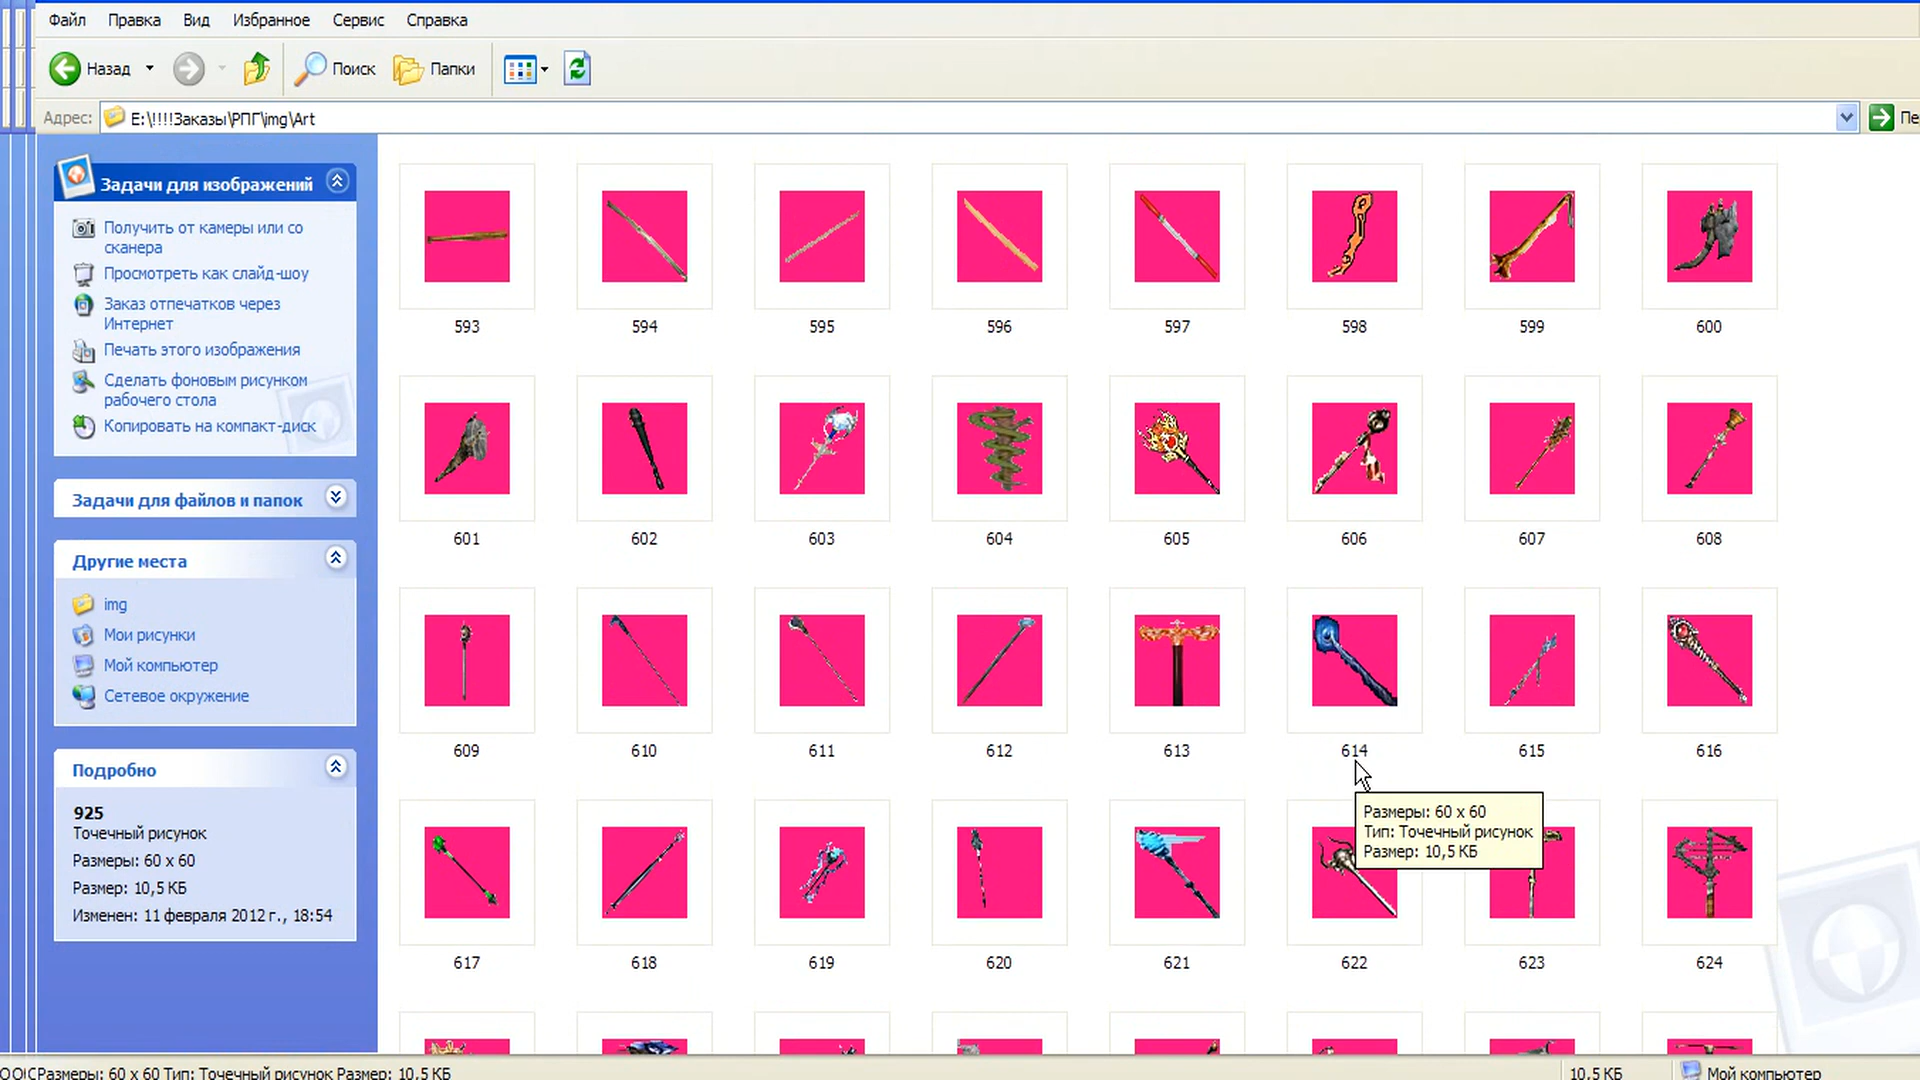 Файл Правка Вид Избранное Сервис Справка
Назад Поиск Папки
Адрес: E:\!!!!Заказы\РПГ\img\Art
Задачи для изображений
Получить от камеры или со
сканера
Просмотреть как слайд-шоу
Заказ отпечатков через
Интернет
Печать этого изображения
Сделать фоновым рисунком
рабочего стола
Копировать на компакт-диск
Задачи для файлов и папок
Другие места
img
Мои рисунки
Мой компьютер
Сетевое окружение
Подробно
925
Точечный рисунок
Размеры: 60 x 60
Размер: 10,5 КБ
Изменен: 11 февраля 2012 г., 18:54
593 594 595 596 597 598 599 600
601 602 603 604 605 606 607 608
609 610 611 612 613 614 615 616
Размеры: 60 x 60
Тип: Точечный рисунок
Размер: 10,5 КБ
617 618 619 620 621 622 623 624
Размеры: 60 x 60 Тип: Точечный рисунок Размер: 10,5 КБ
10,5 КБ
Мой компьютер